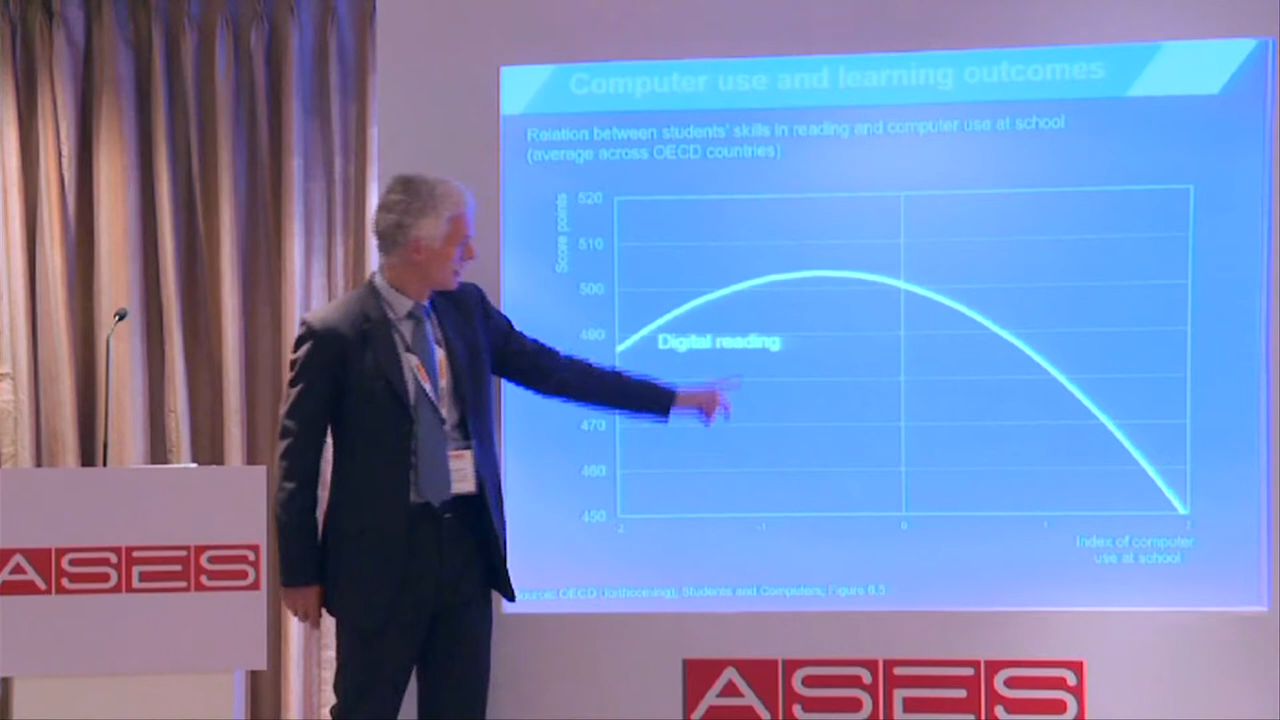 Computer use and learning outcomes
Relation between students' skills in reading and computer use at school
(average across OECD countries)
Score points
520
510
500
490
470
460
450
Digital reading
-2
-1
0
1
2
Index of computer
use at school
Source: OECD (forthcoming), Students and Computers, Figure 6.5
ASES
ASES